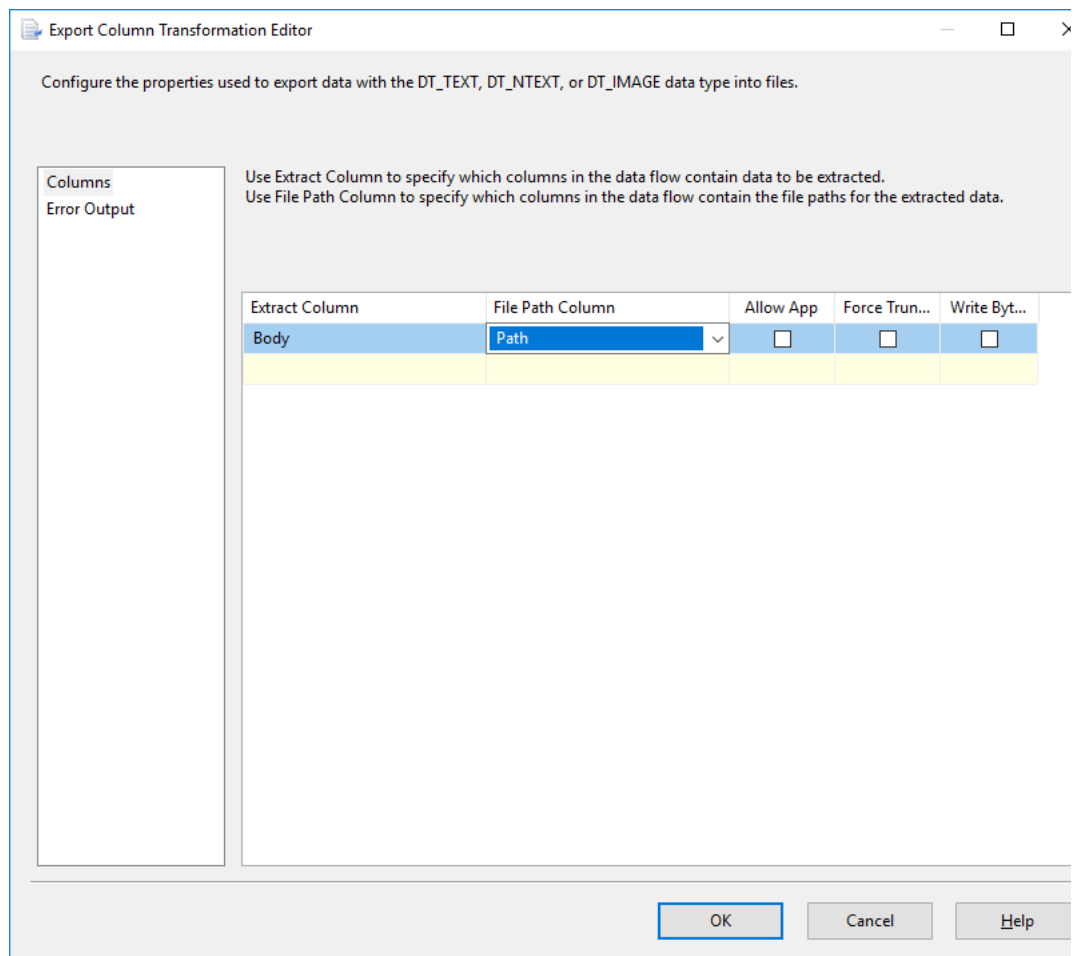 Export Column Transformation Editor
Configure the properties used to export data with the DT_TEXT, DT_NTEXT, or DT_IMAGE data type into files.
Columns
Error Output
Use Extract Column to specify which columns in the data flow contain data to be extracted.
Use File Path Column to specify which columns in the data flow contain the file paths for the extracted data.
Extract Column File Path Column Allow App Force Trun... Write Byt...
Body Path
OK Cancel Help